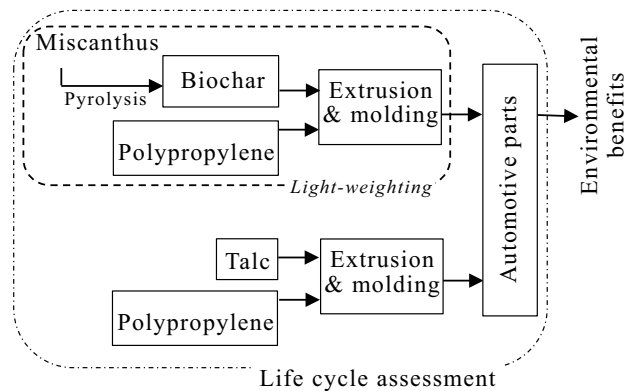 Miscanthus
Pyrolysis
Biochar
Polypropylene
Extrusion
& molding
Light-weighting
Talc
Polypropylene
Extrusion
& molding
Automotive parts
Environmental
benefits
Life cycle assessment